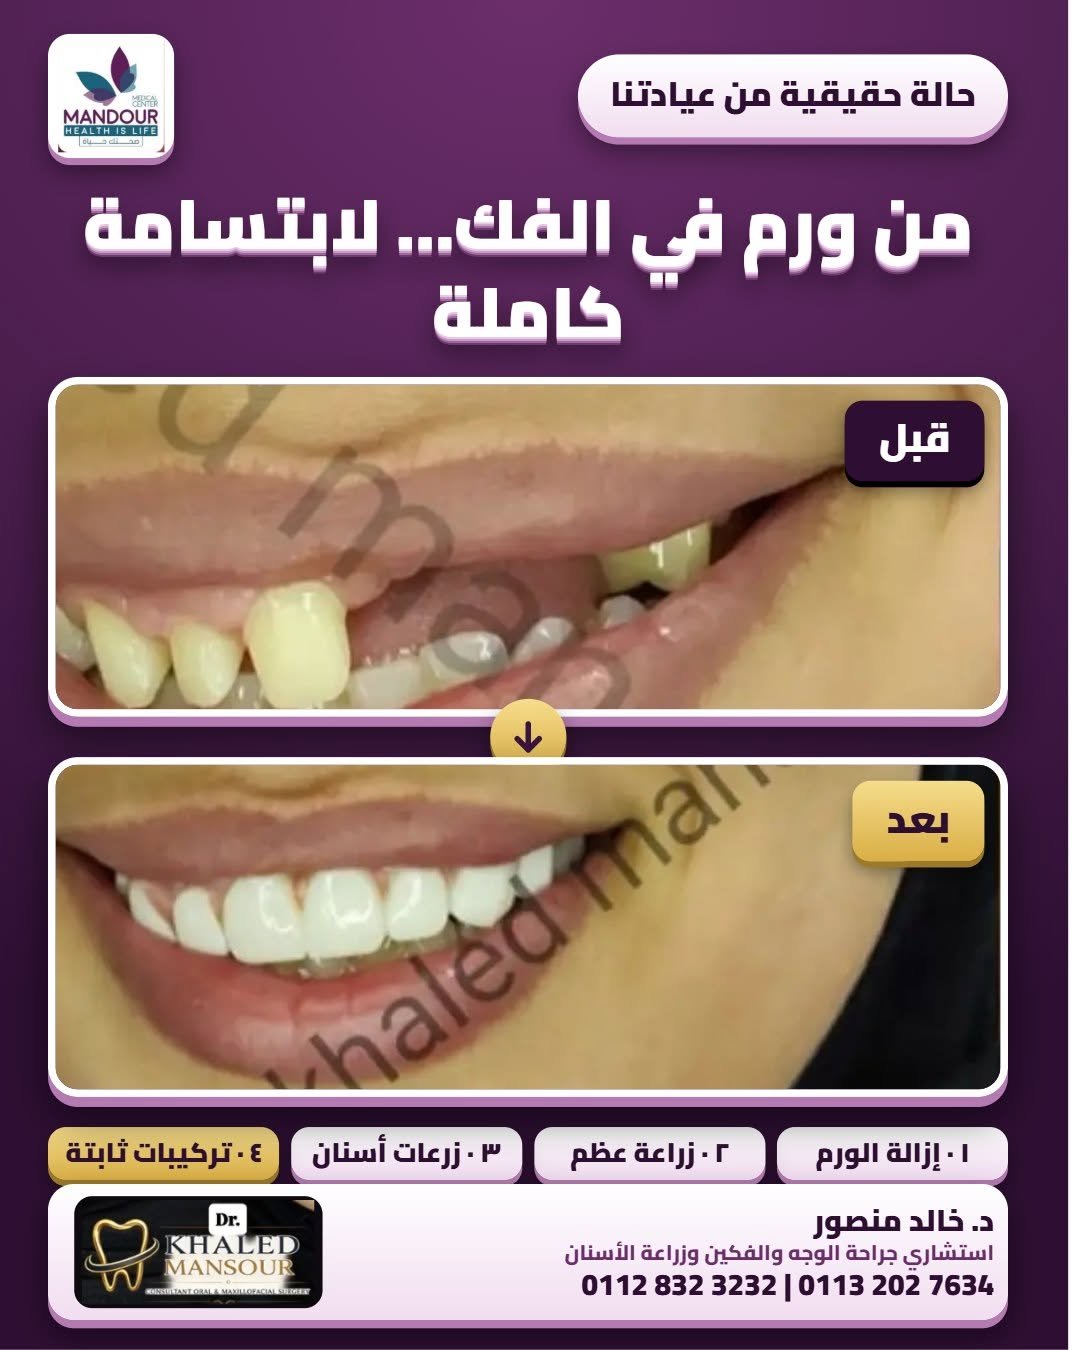 MEDICAL
CENTER
MANDOUR
HEALTH IS LIFE
صحتك حياة
حالة حقيقية من عيادتنا
من ورم في الفك... لابتسامة
كاملة
قبل
بعد
khaled man
٠١ إزالة الورم
٠٢ زراعة عظم
٠٣ زرعات أسنان
٠٤ تركيبات ثابتة
د. خالد منصور
استشاري جراحة الوجه والفكين وزراعة الأسنان
0112 832 3232 | 0113 202 7634
Dr.
KHALED
MANSOUR
CONSULTANT ORAL & MAXILLOFACIAL SURGERY